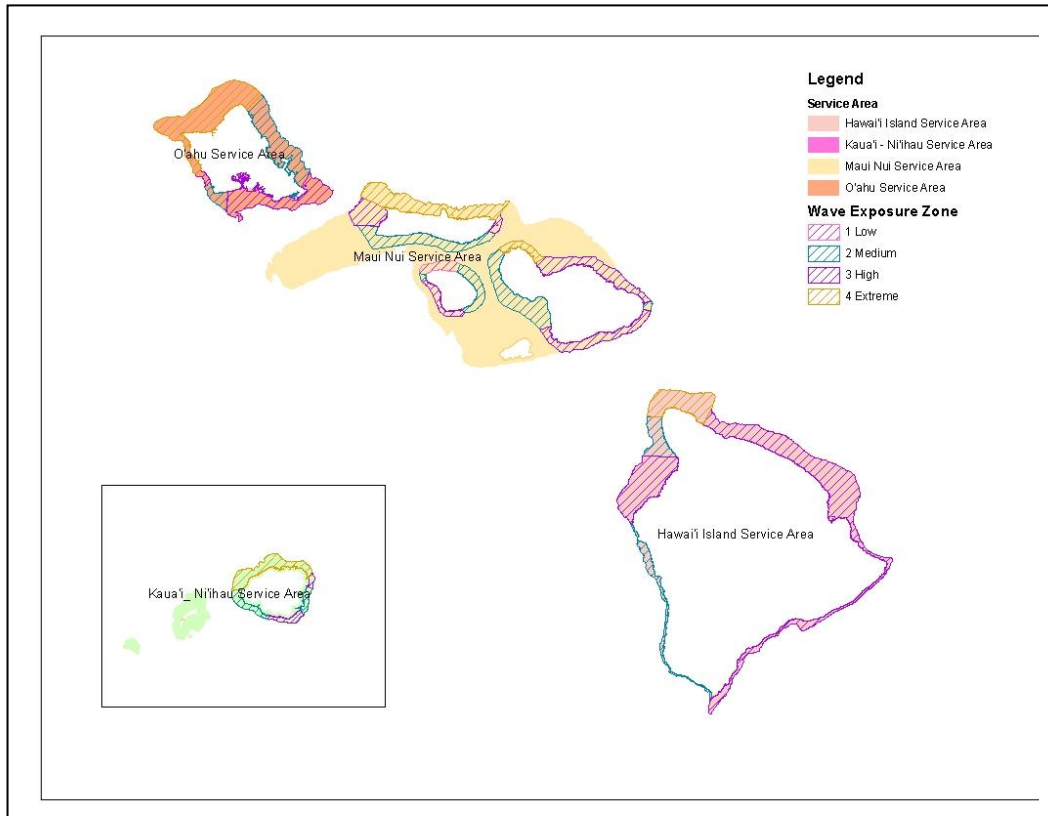 Legend
Service Area
Hawai'i Island Service Area
Kaua'i - Ni'ihau Service Area
Maui Nui Service Area
O'ahu Service Area
Wave Exposure Zone
1 Low
2 Medium
3 High
4 Extreme
O'ahu Service Area
Maui Nui Service Area
Hawai'i Island Service Area
Kaua'i_ Ni'ihau Service Area